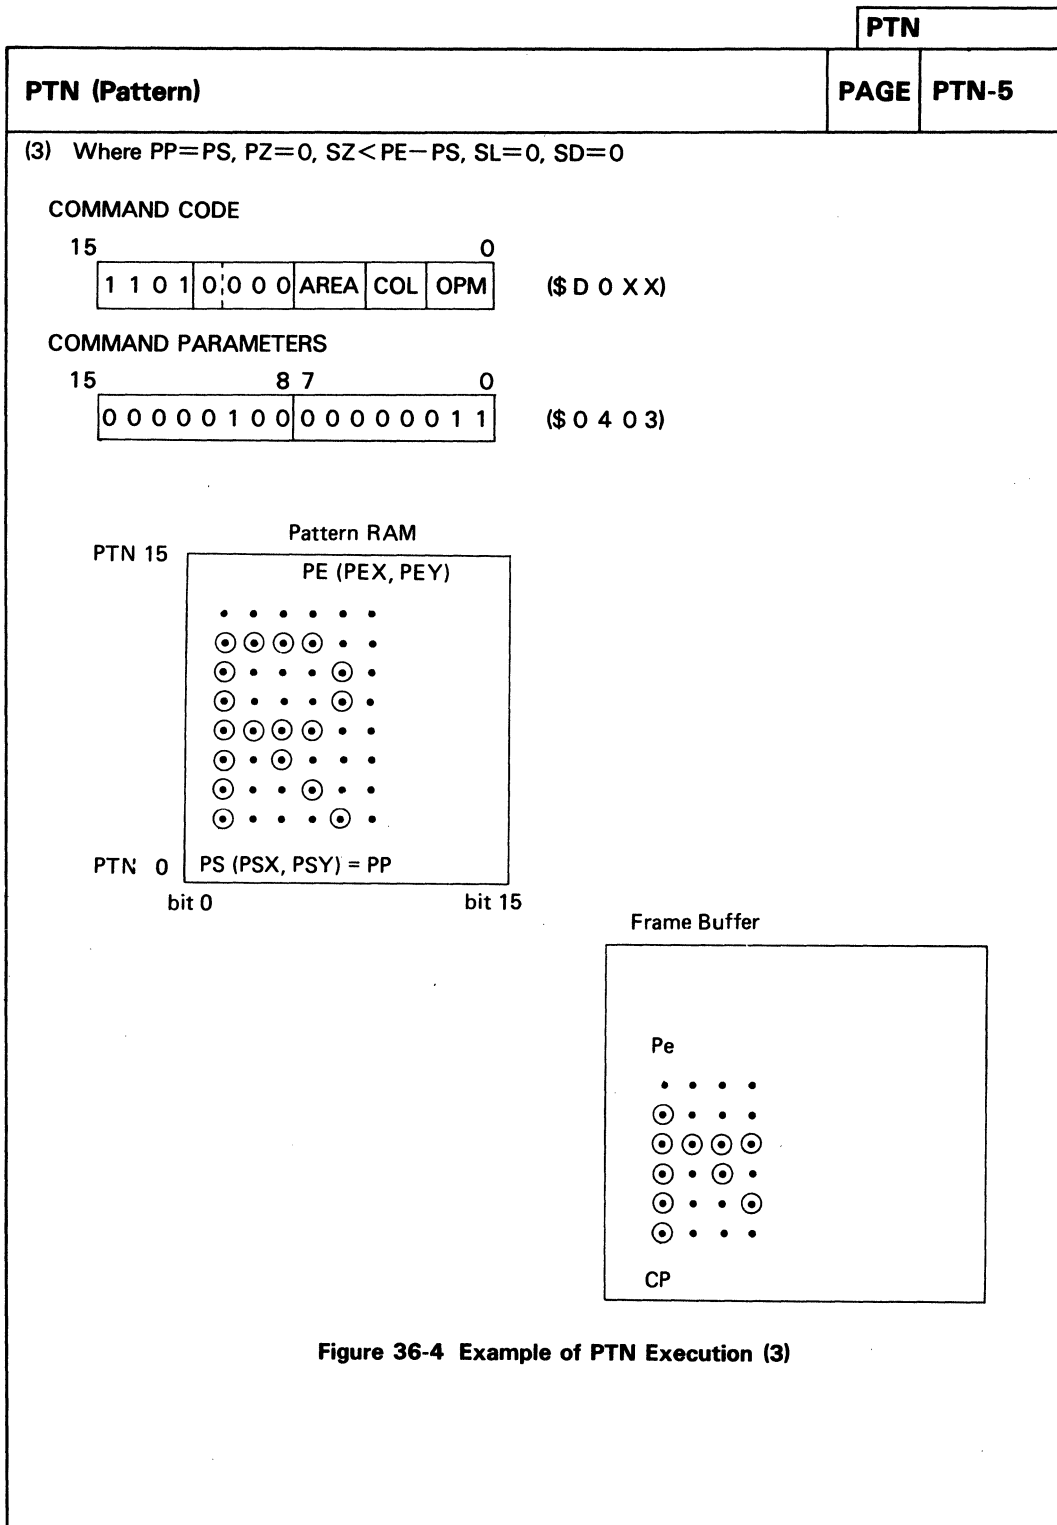 PTN
PTN (Pattern) PAGE PTN-5
(3) Where PP=PS, PZ=0, SZ<PE-PS, SL=0, SD=0
COMMAND CODE
15 0
1 1 0 1 0 0 0 0 AREA COL OPM ($ D 0 X X)
COMMAND PARAMETERS
15 8 7 0
0 0 0 0 0 1 0 0 0 0 0 0 0 0 1 1 ($ 0 4 0 3)
Pattern RAM
PTN 15
PE (PEX, PEY)
PTN 0 PS (PSX, PSY) = PP
bit 0 bit 15
Frame Buffer
Pe
CP
Figure 36-4 Example of PTN Execution (3)